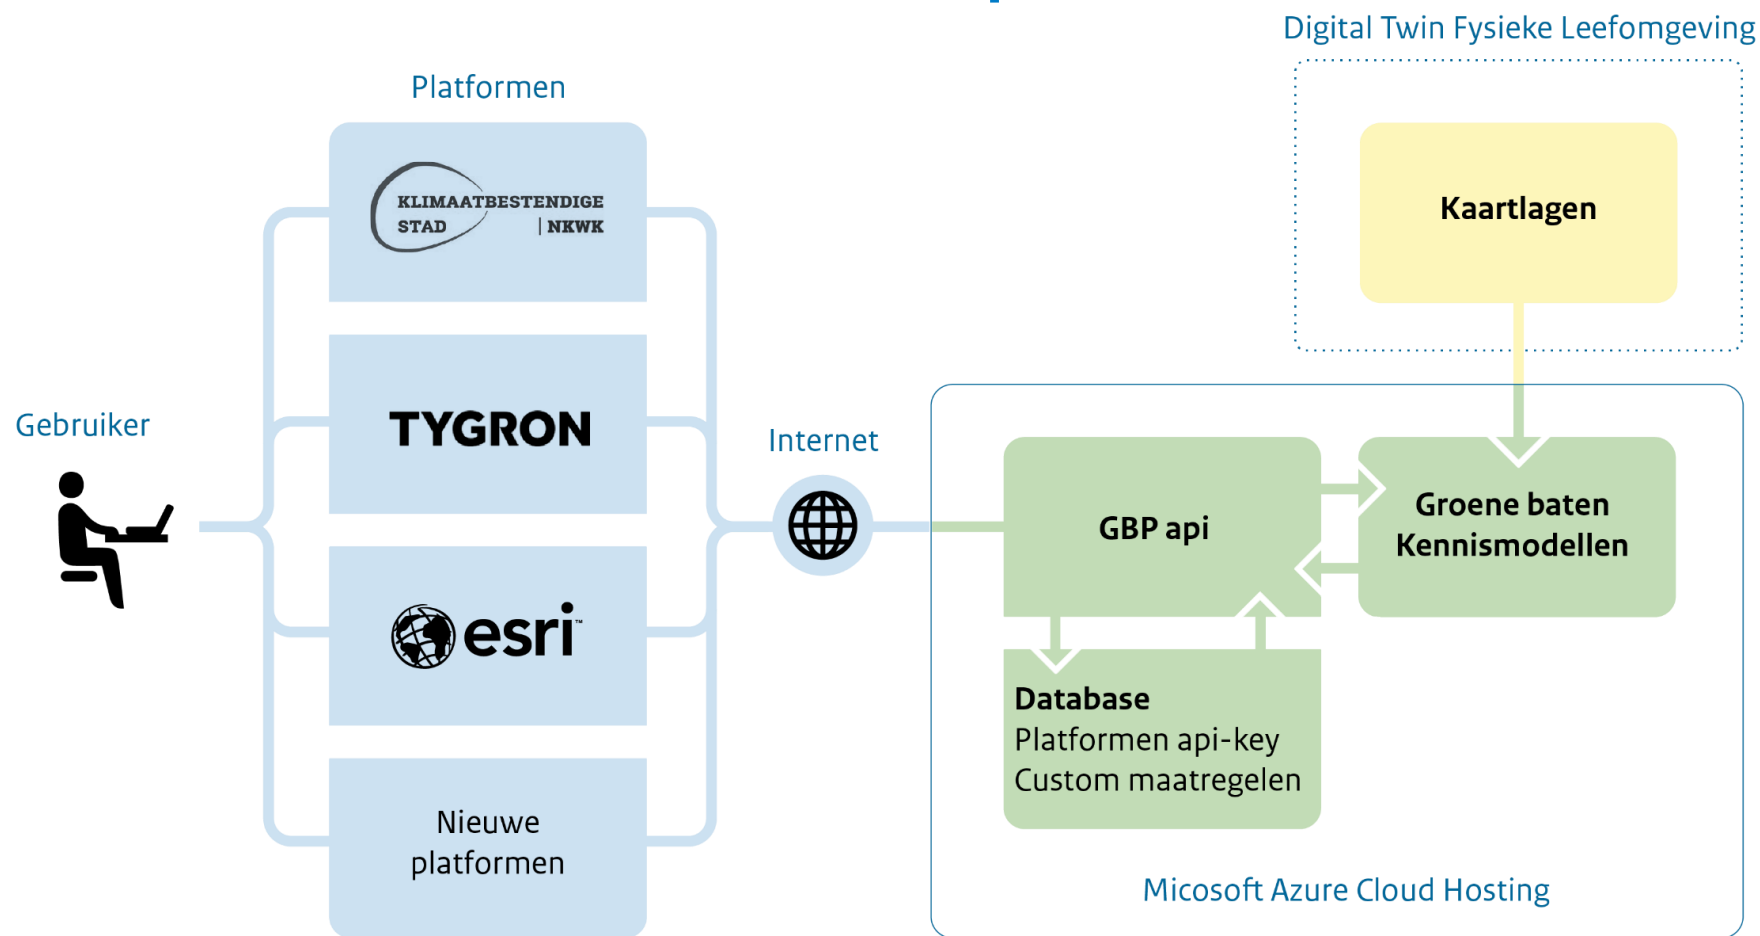 Digital Twin Fysieke Leefomgeving
Platformen
KLIMAATBESTENDIGE
STAD | NKWK
Kaartlagen
TYGRON
Gebruiker
Internet
GBP api
Groene baten
Kennismodellen
esri™
Database
Platformen api-key
Custom maatregelen
Nieuwe
platformen
Micosoft Azure Cloud Hosting